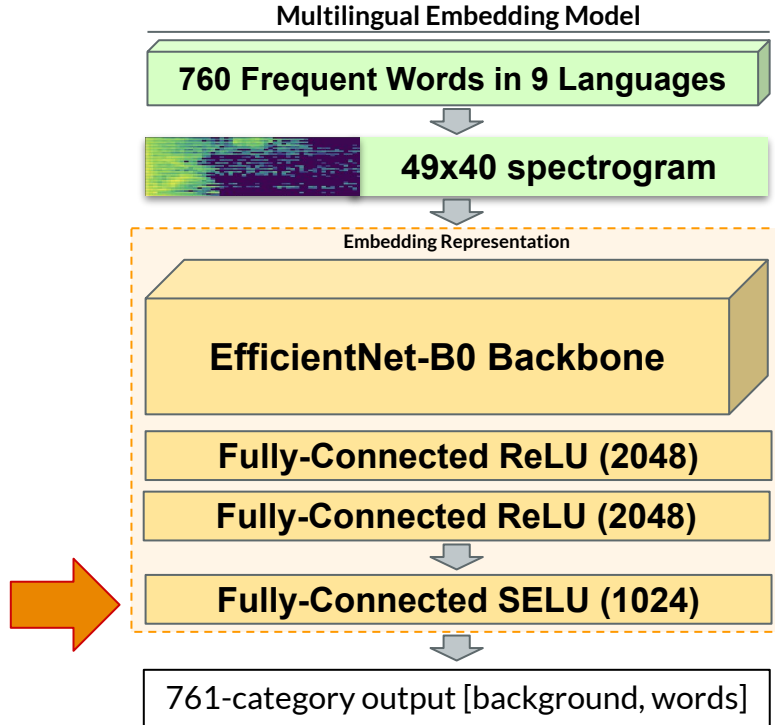 Multilingual Embedding Model
760 Frequent Words in 9 Languages
49x40 spectrogram
Embedding Representation
EfficientNet-B0 Backbone
Fully-Connected ReLU (2048)
Fully-Connected ReLU (2048)
Fully-Connected SELU (1024)
761-category output [background, words]